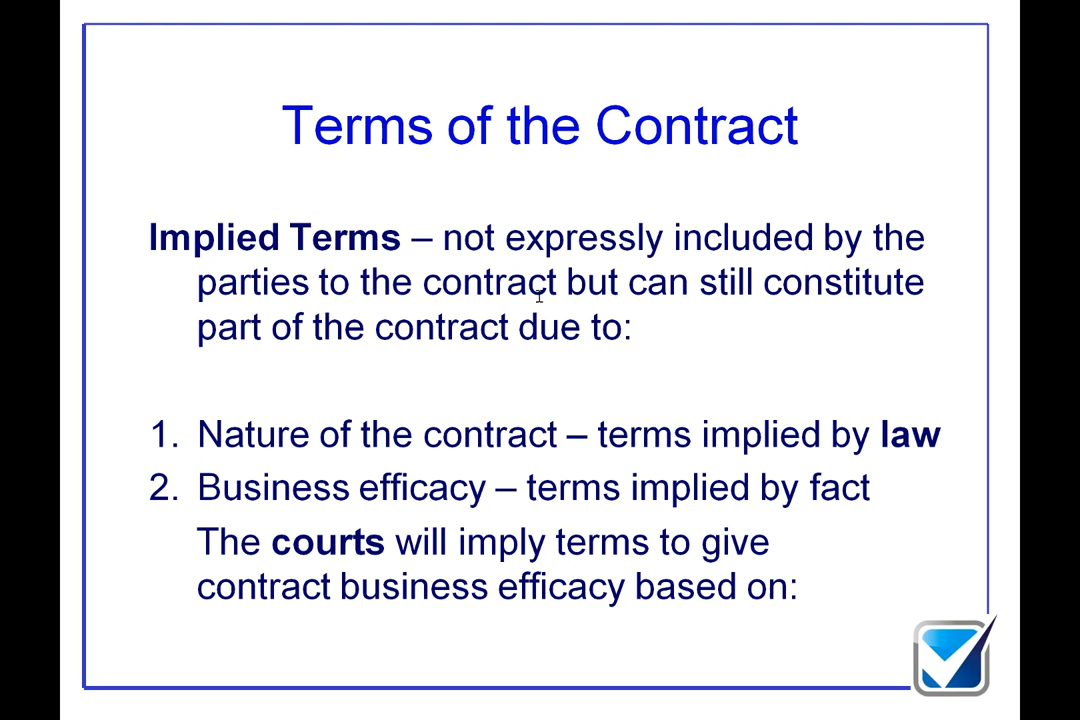 Terms of the Contract
Implied Terms – not expressly included by the
parties to the contract but can still constitute
part of the contract due to:
1. Nature of the contract – terms implied by law
2. Business efficacy – terms implied by fact
The courts will imply terms to give
contract business efficacy based on: